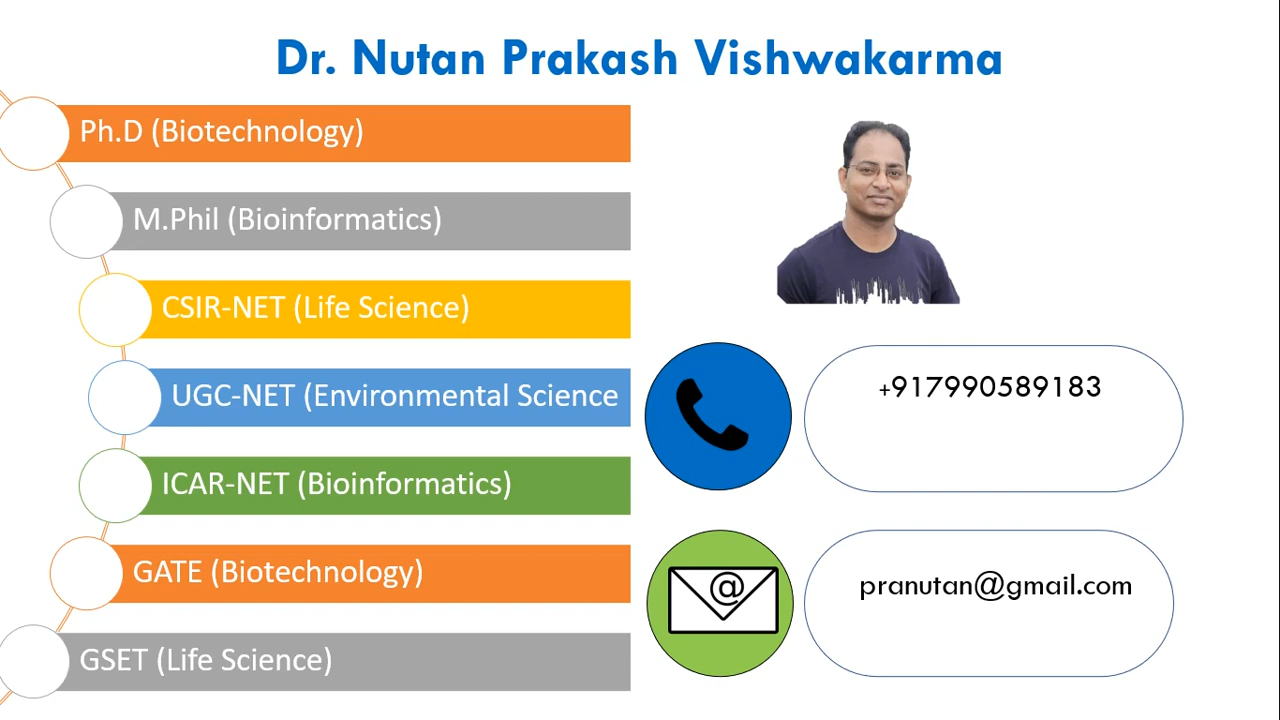 Dr. Nutan Prakash Vishwakarma
Ph.D (Biotechnology)
M.Phil (Bioinformatics)
CSIR-NET (Life Science)
UGC-NET (Environmental Science
ICAR-NET (Bioinformatics)
GATE (Biotechnology)
GSET (Life Science)
+917990589183
@
pranutan@gmail.com